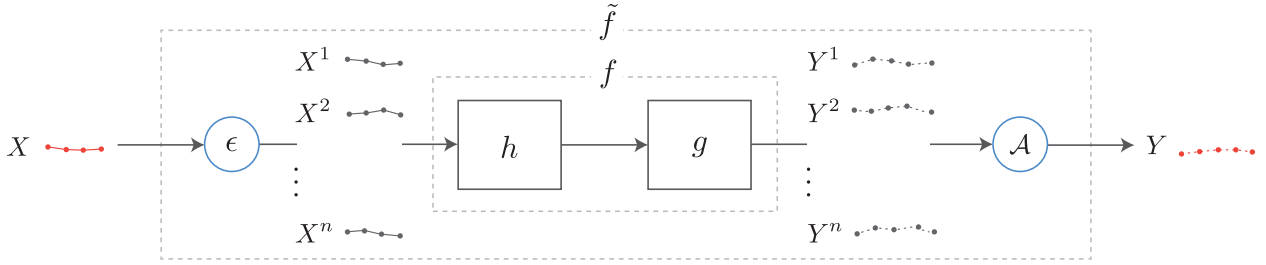 f̃
X¹ Y¹
f
X² Y²
X ϵ h g 𝒜 Y
⋮ ⋮
Xⁿ Yⁿ